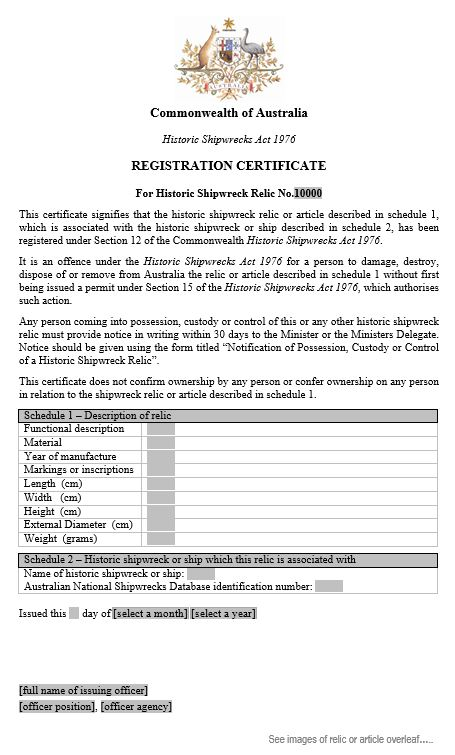 AUSTRALIA
Commonwealth of Australia
Historic Shipwrecks Act 1976
REGISTRATION CERTIFICATE
For Historic Shipwreck Relic No.10000
This certificate signifies that the historic shipwreck relic or article described in schedule 1,
which is associated with the historic shipwreck or ship described in schedule 2, has been
registered under Section 12 of the Commonwealth Historic Shipwrecks Act 1976.
It is an offence under the Historic Shipwrecks Act 1976 for a person to damage, destroy,
dispose of or remove from Australia the relic or article described in schedule 1 without first
being issued a permit under Section 15 of the Historic Shipwrecks Act 1976, which authorises
such action.
Any person coming into possession, custody or control of this or any other historic shipwreck
relic must provide notice in writing within 30 days to the Minister or the Ministers Delegate.
Notice should be given using the form titled “Notification of Possession, Custody or Control
of a Historic Shipwreck Relic”.
This certificate does not confirm ownership by any person or confer ownership on any person
in relation to the shipwreck relic or article described in schedule 1.
Schedule 1 – Description of relic
Functional description
Material
Year of manufacture
Markings or inscriptions
Length (cm)
Width (cm)
Height (cm)
External Diameter (cm)
Weight (grams)
Schedule 2 – Historic shipwreck or ship which this relic is associated with
Name of historic shipwreck or ship:
Australian National Shipwrecks Database identification number:
Issued this day of [select a month] [select a year]
[full name of issuing officer]
[officer position], [officer agency]
See images of relic or article overleaf.....